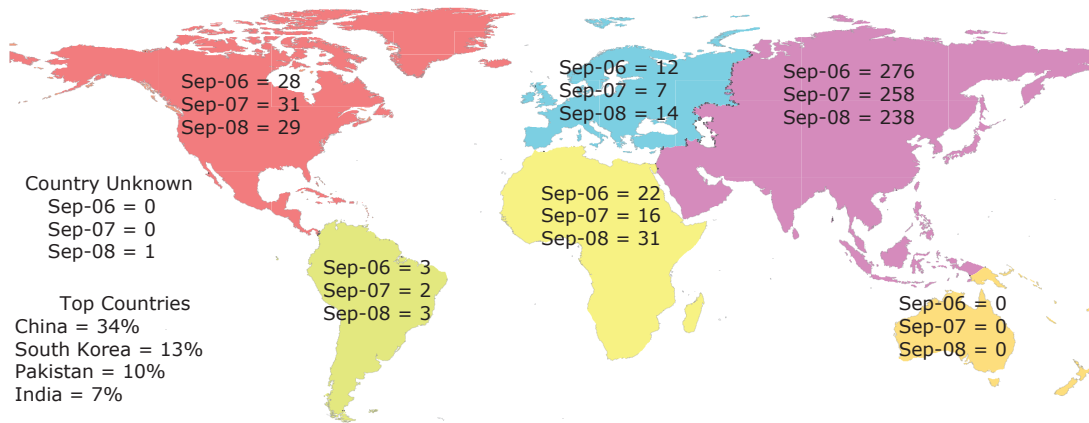 Sep-06 = 28
Sep-07 = 31
Sep-08 = 29
Sep-06 = 12
Sep-07 = 7
Sep-08 = 14
Sep-06 = 276
Sep-07 = 258
Sep-08 = 238
Country Unknown
Sep-06 = 0
Sep-07 = 0
Sep-08 = 1
Sep-06 = 22
Sep-07 = 16
Sep-08 = 31
Sep-06 = 3
Sep-07 = 2
Sep-08 = 3
Sep-06 = 0
Sep-07 = 0
Sep-08 = 0
Top Countries
China = 34%
South Korea = 13%
Pakistan = 10%
India = 7%